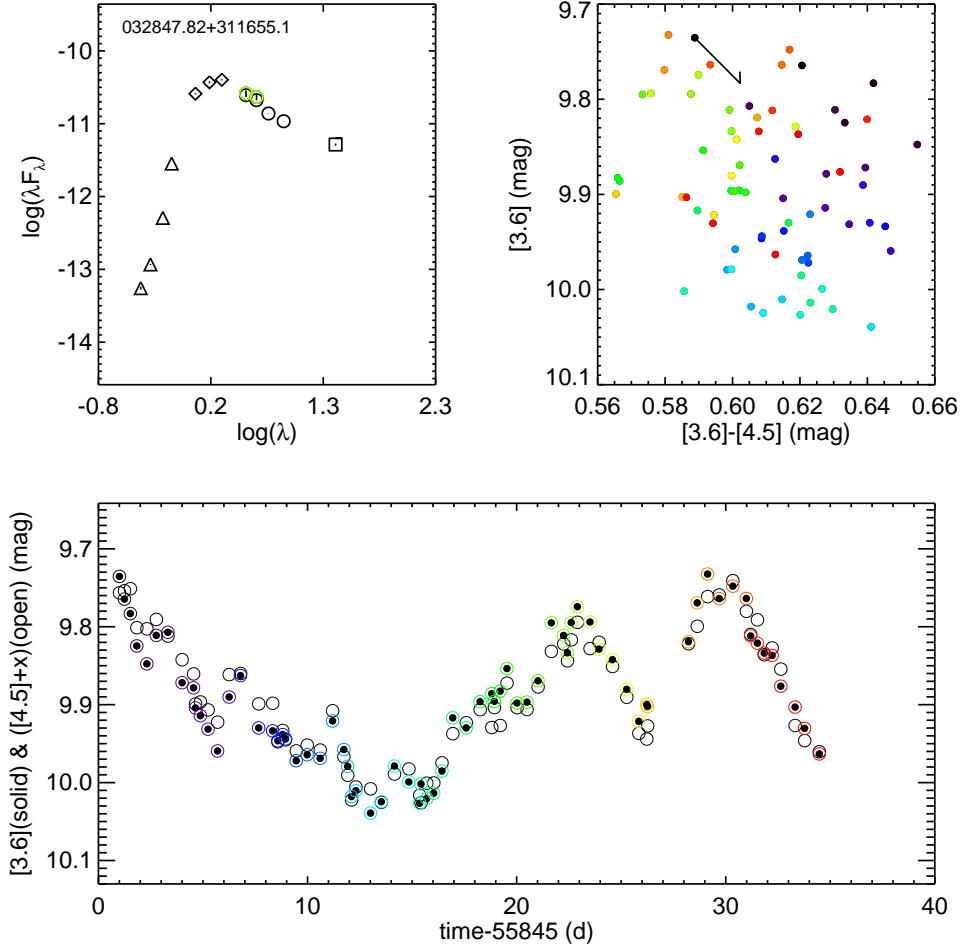 032847.82+311655.1
-10
-11
-12
-13
-14
log(λFλ)
-0.8 0.2 1.3 2.3
log(λ)
9.7
9.8
9.9
10.0
10.1
[3.6] (mag)
0.56 0.58 0.60 0.62 0.64 0.66
[3.6]-[4.5] (mag)
[3.6](solid) & ([4.5]+x)(open) (mag)
9.7
9.8
9.9
10.0
10.1
0 10 20 30 40
time-55845 (d)